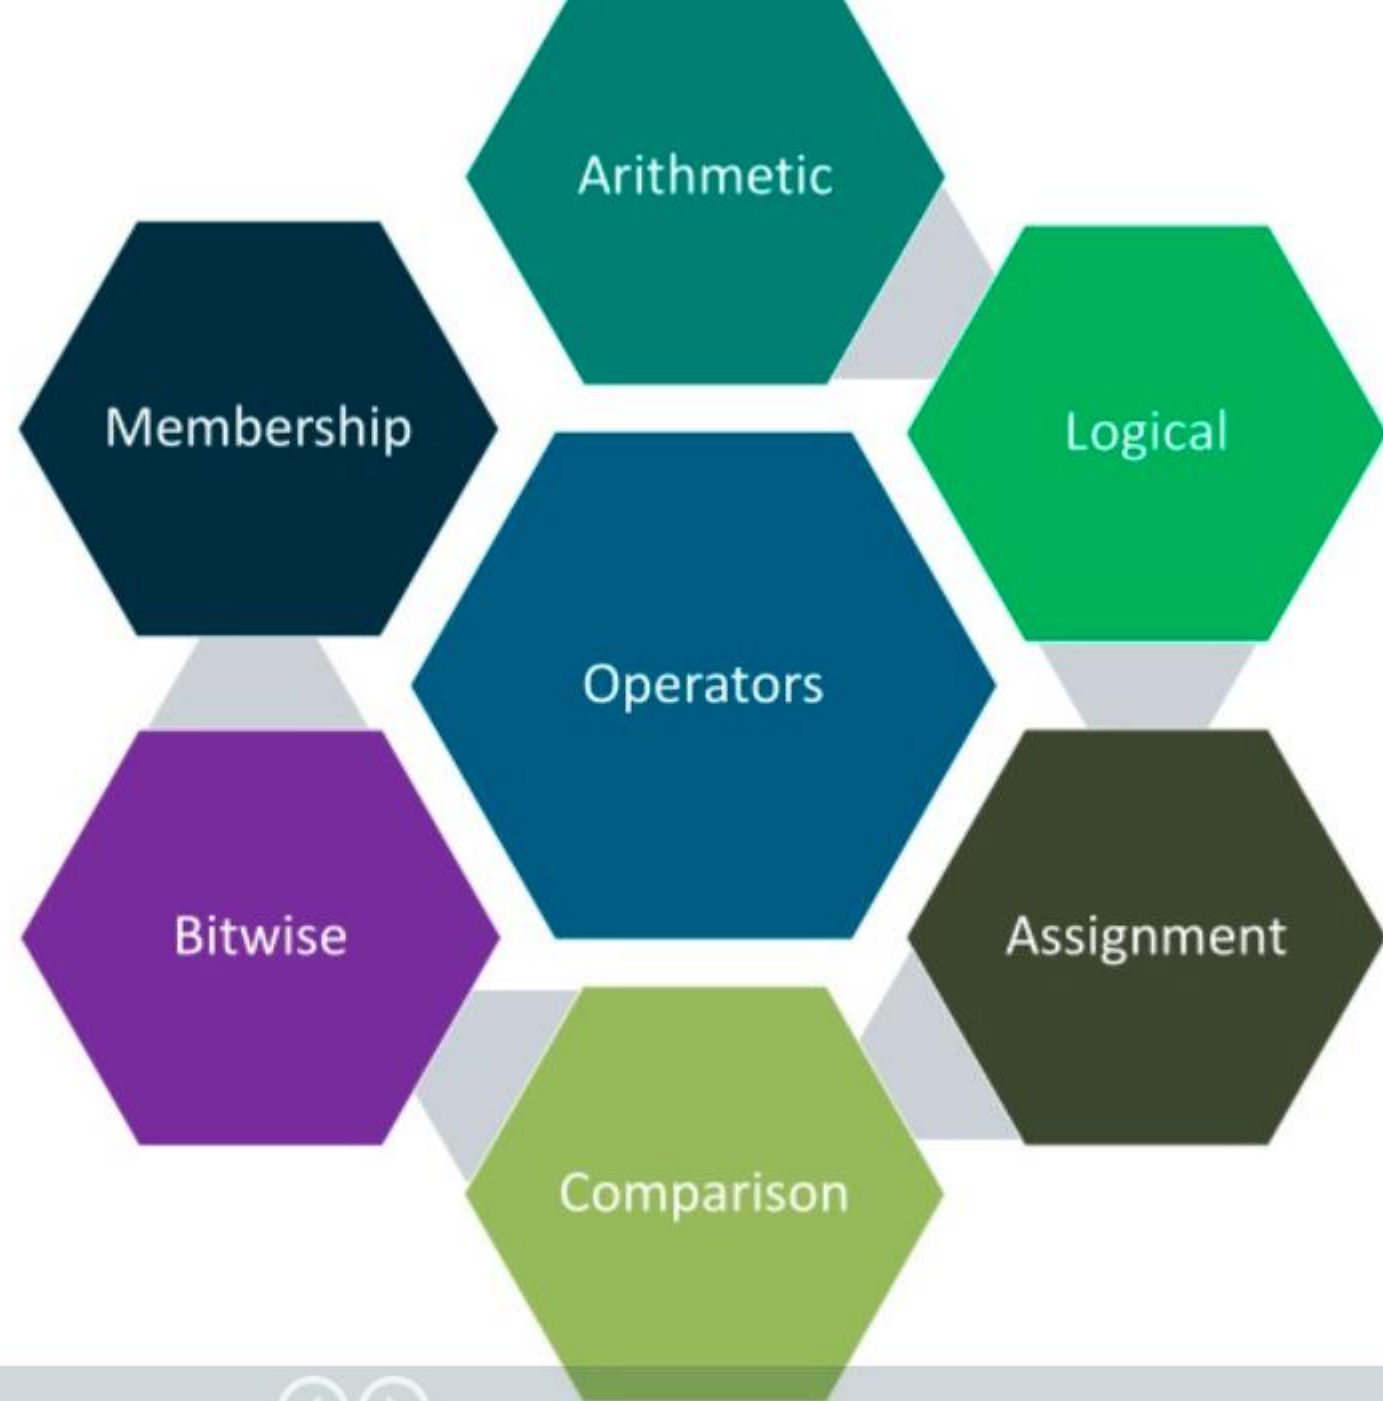 Arithmetic
Membership
Logical
Operators
Bitwise
Assignment
Comparison